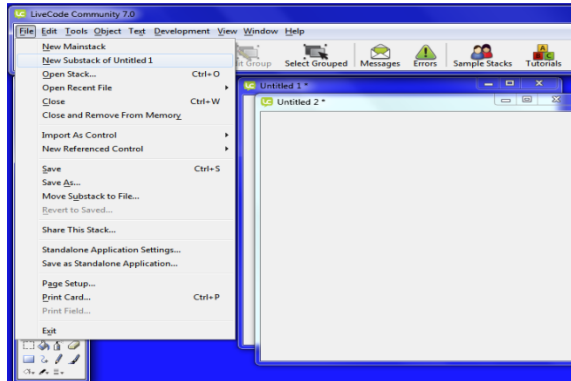 LiveCode Community 7.0
File Edit Tools Object Text Development View Window Help
New Mainstack
New Substack of Untitled 1
Open Stack... Ctrl+O
Open Recent File
Close Ctrl+W
Close and Remove From Memory
Import As Control
New Referenced Control
Save Ctrl+S
Save As...
Move Substack to File...
Revert to Saved...
Share This Stack...
Standalone Application Settings...
Save as Standalone Application...
Page Setup...
Print Card... Ctrl+P
Print Field...
Exit
it Group Select Grouped Messages Errors Sample Stacks Tutorials
Untitled 1 *
Untitled 2 *